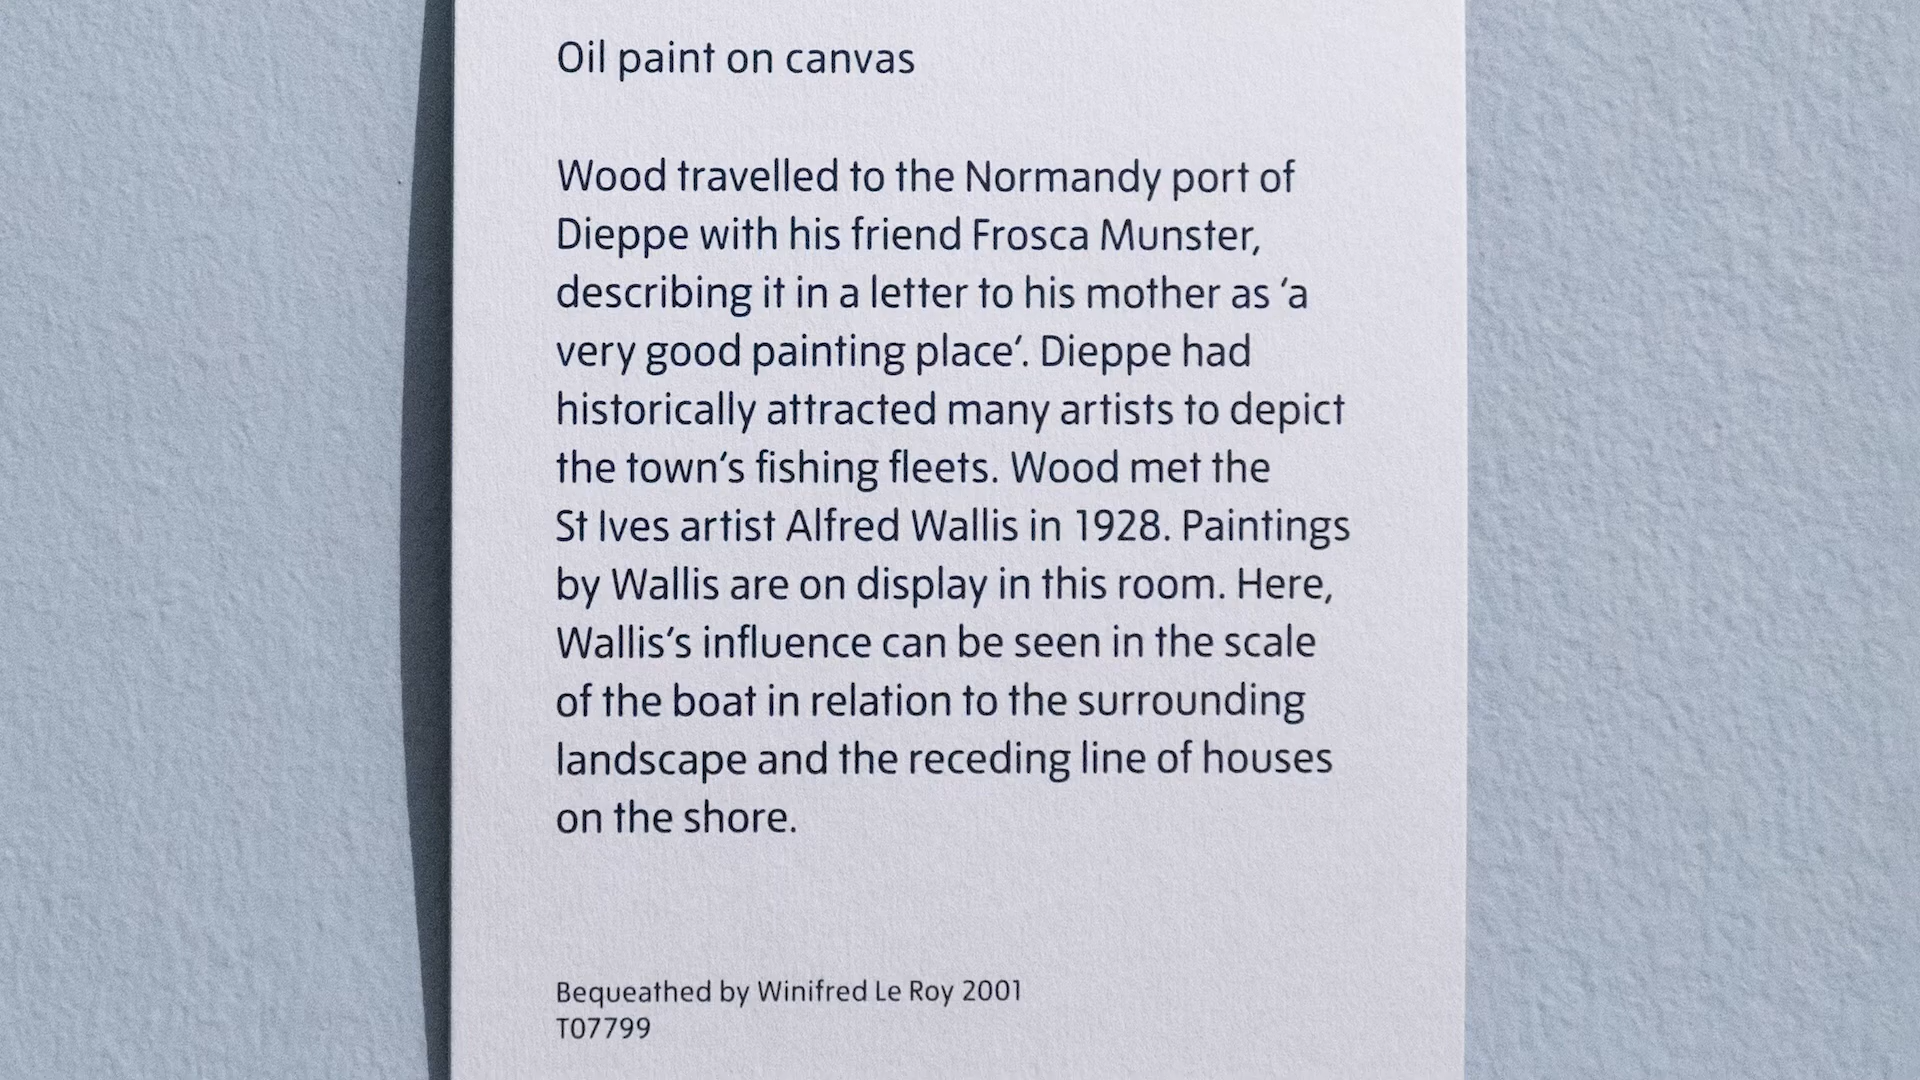 Oil paint on canvas
Wood travelled to the Normandy port of
Dieppe with his friend Frosca Munster,
describing it in a letter to his mother as ‘a
very good painting place‘. Dieppe had
historically attracted many artists to depict
the town’s fishing fleets. Wood met the
St Ives artist Alfred Wallis in 1928. Paintings
by Wallis are on display in this room. Here,
Wallis’s influence can be seen in the scale
of the boat in relation to the surrounding
landscape and the receding line of houses
on the shore.
Bequeathed by Winifred Le Roy 2001
T07799